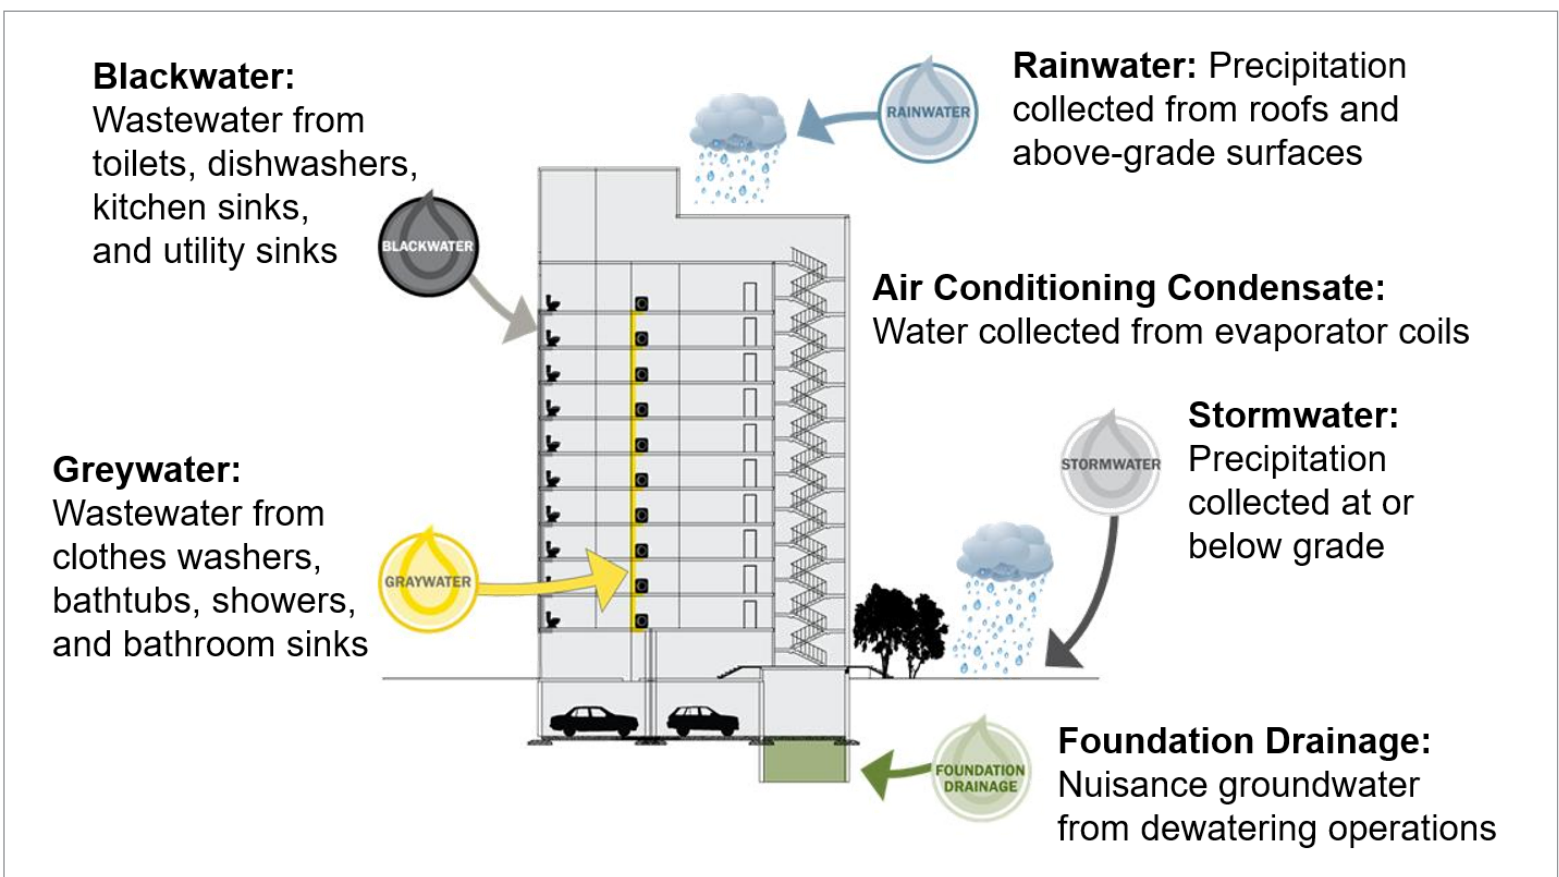 Blackwater:
Wastewater from
toilets, dishwashers,
kitchen sinks,
and utility sinks
BLACKWATER
RAINWATER
Rainwater: Precipitation
collected from roofs and
above-grade surfaces
Air Conditioning Condensate:
Water collected from evaporator coils
Greywater:
Wastewater from
clothes washers,
bathtubs, showers,
and bathroom sinks
GRAYWATER
STORMWATER
Stormwater:
Precipitation
collected at or
below grade
FOUNDATION
DRAINAGE
Foundation Drainage:
Nuisance groundwater
from dewatering operations